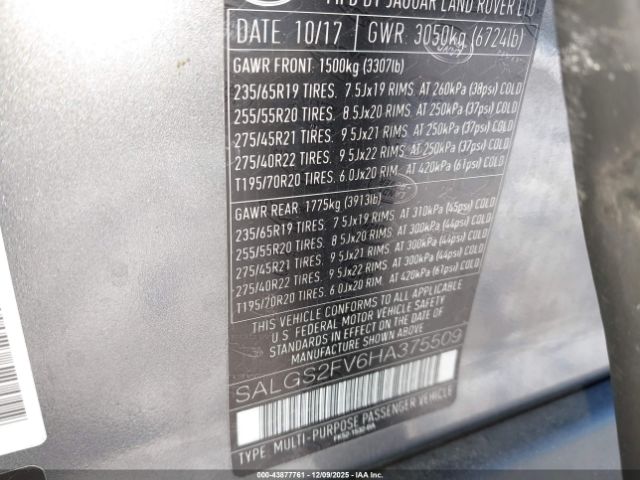 MFD BY JAGUAR LAND ROVER LTD
DATE 10/17 GWR: 3050kg (6724lb)
GAWR FRONT 1500kg (3307lb)
235/65R19 TIRES. 7.5Jx19 RIMS AT 260kPa (38psi) COLD
255/55R20 TIRES. 8.5Jx20 RIMS AT 250kPa (37psi) COLD
275/45R21 TIRES. 9.5Jx21 RIMS AT 250kPa (37psi) COLD
275/40R22 TIRES. 9.5Jx22 RIMS AT 250kPa (37psi) COLD
T195/70R20 TIRES. 6.0Jx20 RIM AT 420kPa (61psi) COLD
GAWR REAR 1775kg (3913lb)
235/65R19 TIRES. 7.5Jx19 RIMS AT 310kPa (45psi) COLD
255/55R20 TIRES. 8.5Jx20 RIMS AT 300kPa (44psi) COLD
275/45R21 TIRES. 9.5Jx21 RIMS AT 300kPa (44psi) COLD
275/40R22 TIRES. 9.5Jx22 RIMS AT 300kPa (44psi) COLD
T195/70R20 TIRES. 6.0Jx20 RIM AT 420kPa (61psi) COLD
THIS VEHICLE CONFORMS TO ALL APPLICABLE
U S FEDERAL MOTOR VEHICLE SAFETY
STANDARDS IN EFFECT ON THE DATE OF
MANUFACTURE SHOWN ABOVE
SALGS2FV6HA375509
TYPE: MULTI-PURPOSE PASSENGER VEHICLE
000-43877761 - 12/09/2025 - IAAI.com